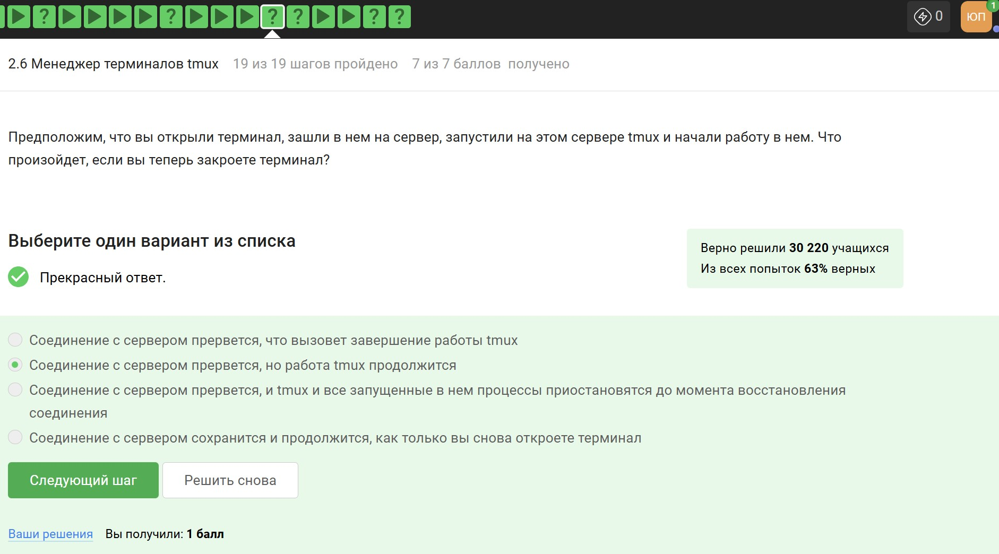 ? ? ? ? ? ? 0 ЮП 1
2.6 Менеджер терминалов tmux 19 из 19 шагов пройдено 7 из 7 баллов получено
Предположим, что вы открыли терминал, зашли в нем на сервер, запустили на этом сервере tmux и начали работу в нем. Что
произойдет, если вы теперь закроете терминал?
Выберите один вариант из списка
Прекрасный ответ.
Верно решили 30 220 учащихся
Из всех попыток 63% верных
Соединение с сервером прервется, что вызовет завершение работы tmux
Соединение с сервером прервется, но работа tmux продолжится
Соединение с сервером прервется, и tmux и все запущенные в нем процессы приостановятся до момента восстановления
соединения
Соединение с сервером сохранится и продолжится, как только вы снова откроете терминал
Следующий шаг Решить снова
Ваши решения Вы получили: 1 балл